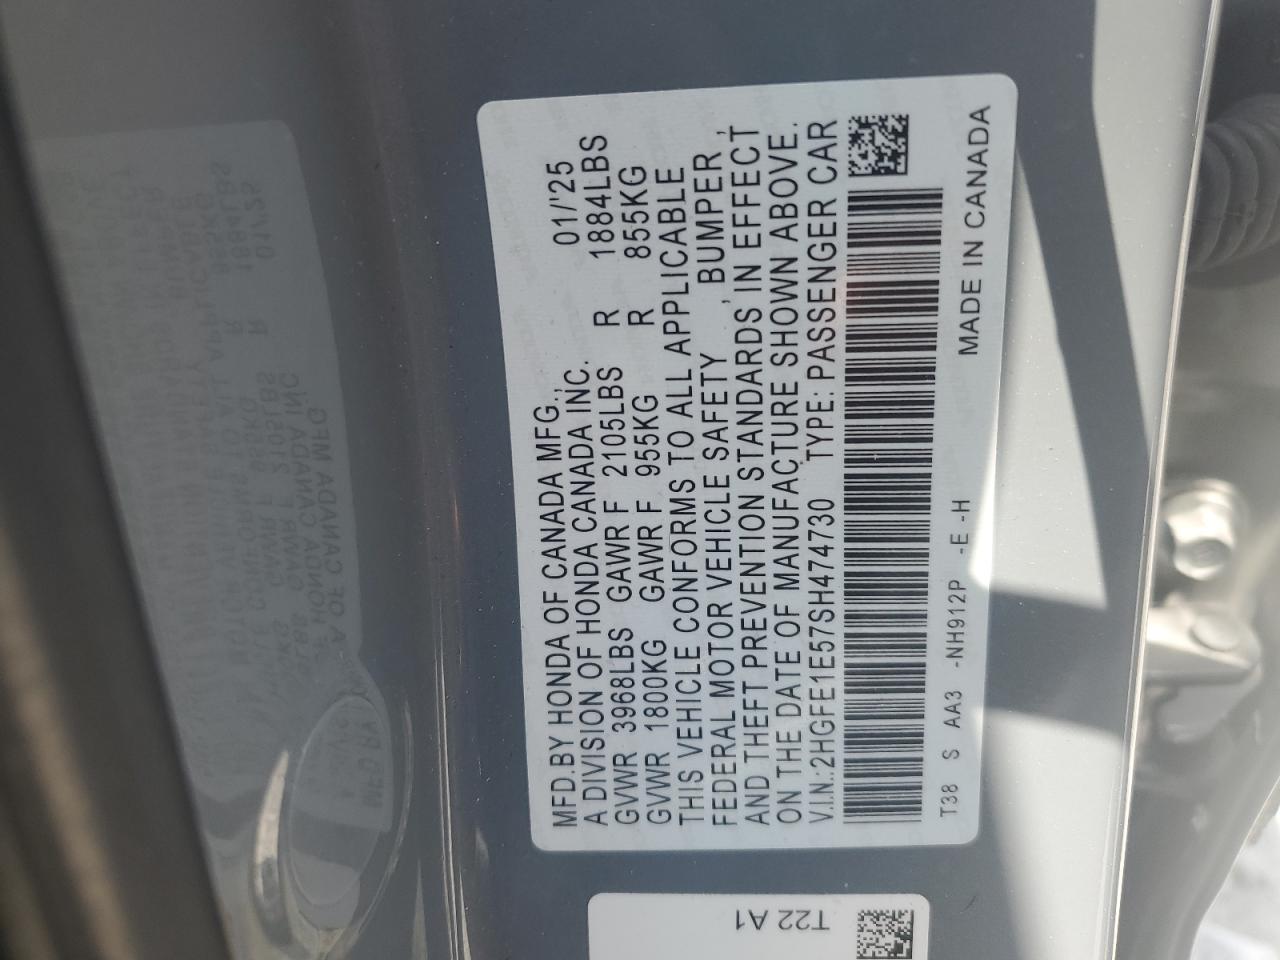 MFD.BY HONDA OF CANADA MFG., 01/'25
A DIVISION OF HONDA CANADA INC.
GVWR 3968LBS GAWR F 2105LBS R 1884LBS
GVWR 1800KG GAWR F 955KG R 855KG
THIS VEHICLE CONFORMS TO ALL APPLICABLE
FEDERAL MOTOR VEHICLE SAFETY , BUMPER ,
AND THEFT PREVENTION STANDARDS IN EFFECT
ON THE DATE OF MANUFACTURE SHOWN ABOVE.
V.I.N.:2HGFE1E57SH474730 TYPE: PASSENGER CAR
T38 S AA3 -NH912P -E -H MADE IN CANADA
T22 A1